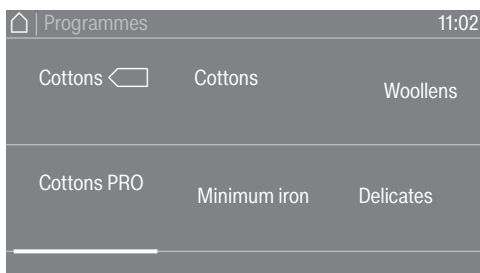 | Programmes 11:02
Cottons Cottons Woollens
Cottons PRO Minimum iron Delicates